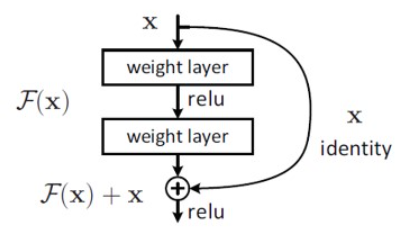 x
weight layer
relu
F(x)
x
weight layer
identity
F(x) + x
relu